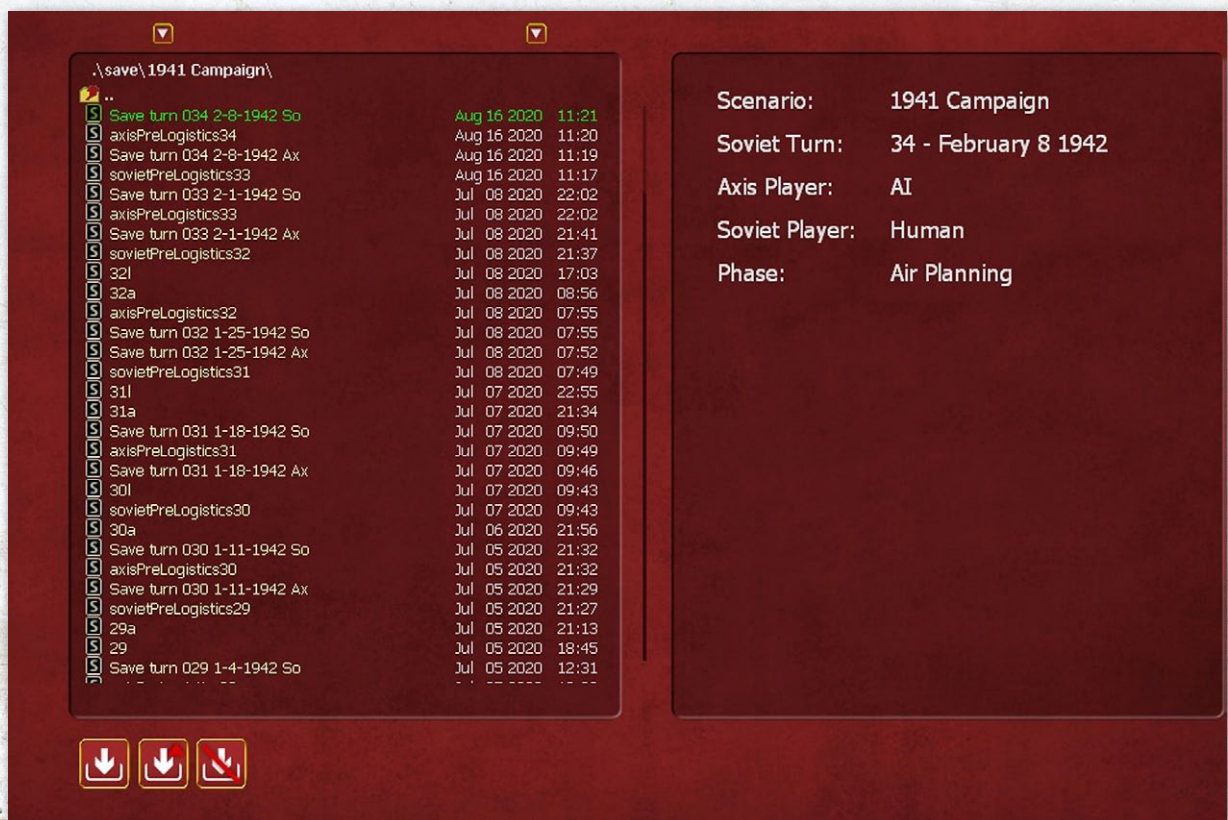 .\save\1941 Campaign\
..
S Save turn 034 2-8-1942 So Aug 16 2020 11:21
S axisPreLogistics34 Aug 16 2020 11:20
S Save turn 034 2-8-1942 Ax Aug 16 2020 11:19
S sovietPreLogistics33 Aug 16 2020 11:17
S Save turn 033 2-1-1942 So Jul 08 2020 22:02
S axisPreLogistics33 Jul 08 2020 22:02
S Save turn 033 2-1-1942 Ax Jul 08 2020 21:41
S sovietPreLogistics32 Jul 08 2020 21:37
S 32l Jul 08 2020 17:03
S 32a Jul 08 2020 08:56
S axisPreLogistics32 Jul 08 2020 07:55
S Save turn 032 1-25-1942 So Jul 08 2020 07:55
S Save turn 032 1-25-1942 Ax Jul 08 2020 07:52
S sovietPreLogistics31 Jul 08 2020 07:49
S 31l Jul 07 2020 22:55
S 31a Jul 07 2020 21:34
S Save turn 031 1-18-1942 So Jul 07 2020 09:50
S axisPreLogistics31 Jul 07 2020 09:49
S Save turn 031 1-18-1942 Ax Jul 07 2020 09:46
S 30l Jul 07 2020 09:43
S sovietPreLogistics30 Jul 07 2020 09:43
S 30a Jul 06 2020 21:56
S Save turn 030 1-11-1942 So Jul 05 2020 21:32
S axisPreLogistics30 Jul 05 2020 21:32
S Save turn 030 1-11-1942 Ax Jul 05 2020 21:29
S sovietPreLogistics29 Jul 05 2020 21:27
S 29a Jul 05 2020 21:13
S 29 Jul 05 2020 18:45
S Save turn 029 1-4-1942 So Jul 05 2020 12:31
Scenario: 1941 Campaign
Soviet Turn: 34 - February 8 1942
Axis Player: AI
Soviet Player: Human
Phase: Air Planning